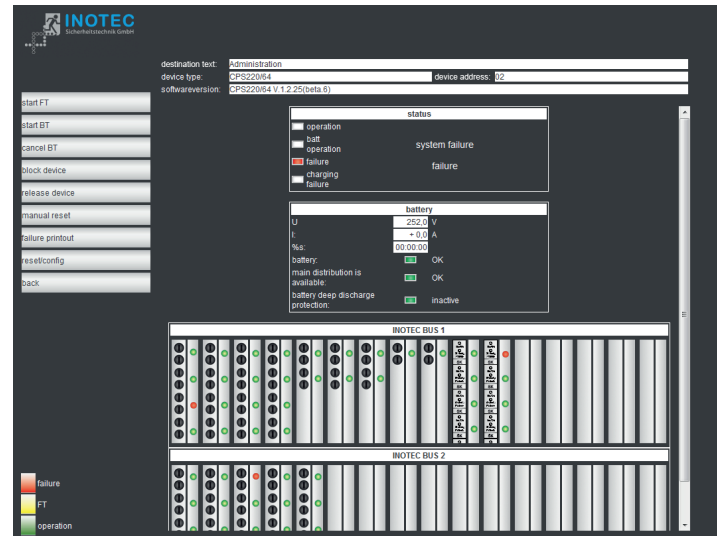 INOTEC
Sicherheitstechnik GmbH
destination text: Administration
device type: CPS220/64 device address: 02
softwareversion: CPS220/64 V.1.2.25(beta.6)
start FT
start BT
cancel BT
block device
release device
manual reset
failure printout
reset/config
back
status
operation
batt
operation
system failure
failure
failure
charging
failure
battery
U 252,0 V
I: + 0,0 A
%s: 00:00:00
battery: OK
main distribution is
available: OK
battery deep discharge
protection: inactive
INOTEC BUS 1
INOTEC BUS 2
failure
FT
operation